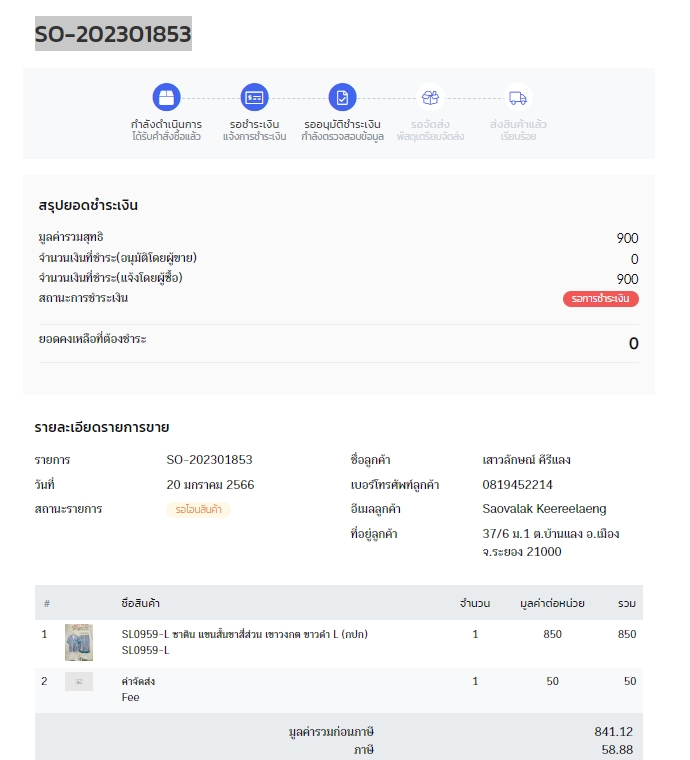 SO-202301853
กำลังดำเนินการ รอชำระเงิน รออนุมัติชำระเงิน รอจัดส่ง ส่งสินค้าแล้ว
ได้รับคำสั่งซื้อแล้ว แจ้งการชำระเงิน กำลังตรวจสอบข้อมูล พัสดุเตรียมจัดส่ง เรียบร้อย
สรุปยอดชำระเงิน
มูลค่ารวมสุทธิ 900
จำนวนเงินที่ชำระ(อนุมัติโดยผู้ขาย) 0
จำนวนเงินที่ชำระ(แจ้งโดยผู้ซื้อ) 900
สถานะการชำระเงิน รอการชำระเงิน
ยอดคงเหลือที่ต้องชำระ 0
รายละเอียดรายการขาย
รายการ SO-202301853 ชื่อลูกค้า เสาวลักษณ์ คีรีแลง
วันที่ 20 มกราคม 2566 เบอร์โทรศัพท์ลูกค้า 0819452214
สถานะรายการ รอโอนสินค้า อีเมลลูกค้า Saovalak Keereelaeng
ที่อยู่ลูกค้า 37/6 ม.1 ต.บ้านแลง อ.เมือง
จ.ระยอง 21000
# ชื่อสินค้า จำนวน มูลค่าต่อหน่วย รวม
1 SL0959-L ซาติน แขนสั้นขาสี่ส่วน เขาวงกต ขาวดำ L (กปก) 1 850 850
SL0959-L
2 ค่าจัดส่ง 1 50 50
Fee
มูลค่ารวมก่อนภาษี 841.12
ภาษี 58.88